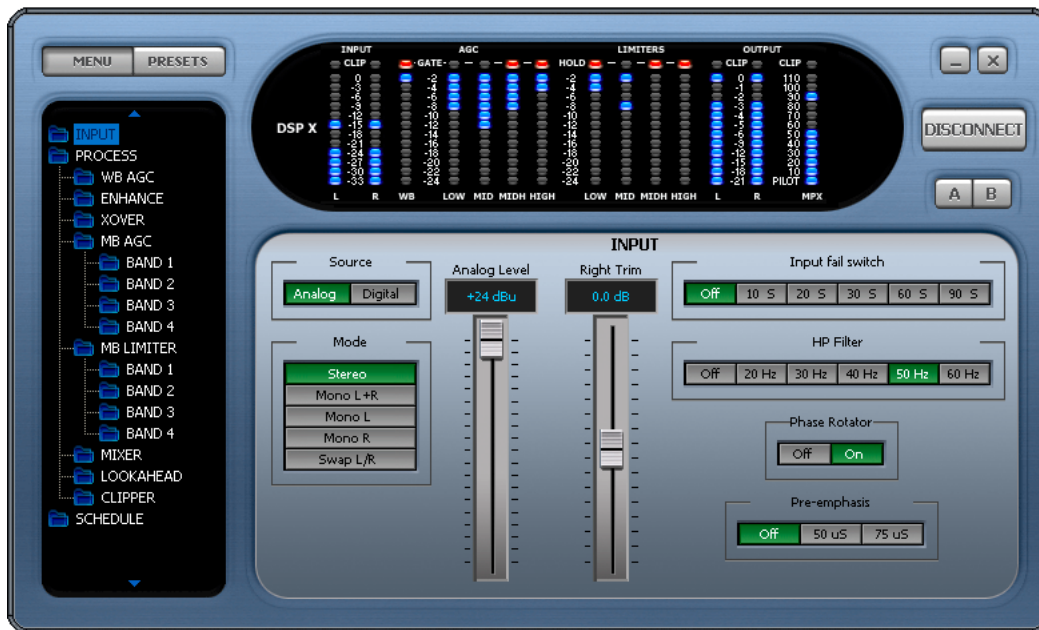 MENU PRESETS
DISCONNECT
A B
DSP X
INPUT AGC LIMITERS OUTPUT
CLIP GATE HOLD CLIP CLIP
0 -2 -2 0 110
-3 -4 -4 -1 100
-6 -6 -6 -2 90
-9 -8 -8 -3 80
-12 -10 -10 -4 70
-15 -12 -12 -5 60
-18 -14 -14 -6 50
-21 -16 -16 -9 40
-24 -18 -18 -12 30
-27 -20 -20 -15 20
-30 -22 -22 -18 10
-33 -24 -24 -21 PILOT
L R WB LOW MID MIDH HIGH LOW MID MIDH HIGH L R MPX
INPUT
PROCESS
WB AGC
ENHANCE
XOVER
MB AGC
BAND 1
BAND 2
BAND 3
BAND 4
MB LIMITER
BAND 1
BAND 2
BAND 3
BAND 4
MIXER
LOOKAHEAD
CLIPPER
SCHEDULE
INPUT
Source
Analog Digital
Mode
Stereo
Mono L+R
Mono L
Mono R
Swap L/R
Analog Level
+24 dBu
Right Trim
0.0 dB
Input fail switch
Off 10 S 20 S 30 S 60 S 90 S
HP Filter
Off 20 Hz 30 Hz 40 Hz 50 Hz 60 Hz
Phase Rotator
Off On
Pre-emphasis
Off 50 uS 75 uS